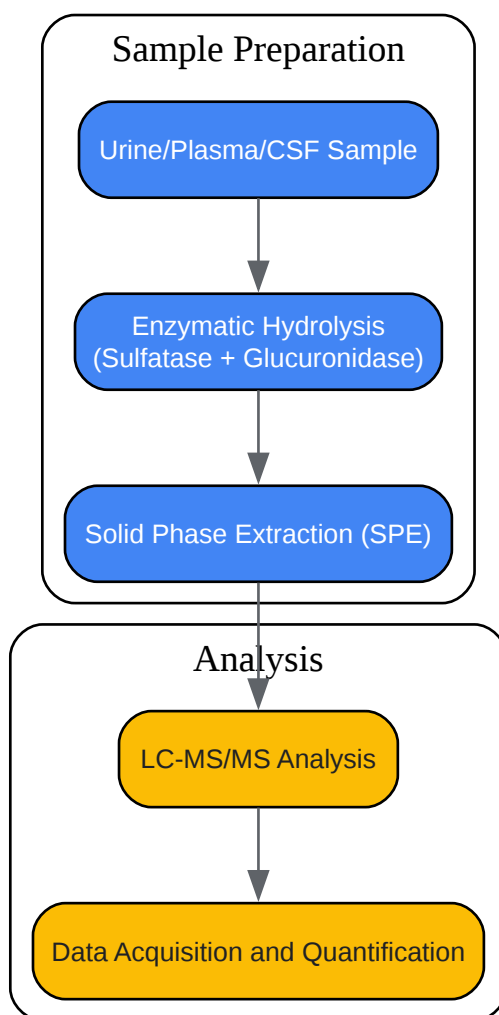 Sample Preparation
Urine/Plasma/CSF Sample
Enzymatic Hydrolysis
(Sulfatase + Glucuronidase)
Solid Phase Extraction (SPE)
Analysis
LC-MS/MS Analysis
Data Acquisition and Quantification